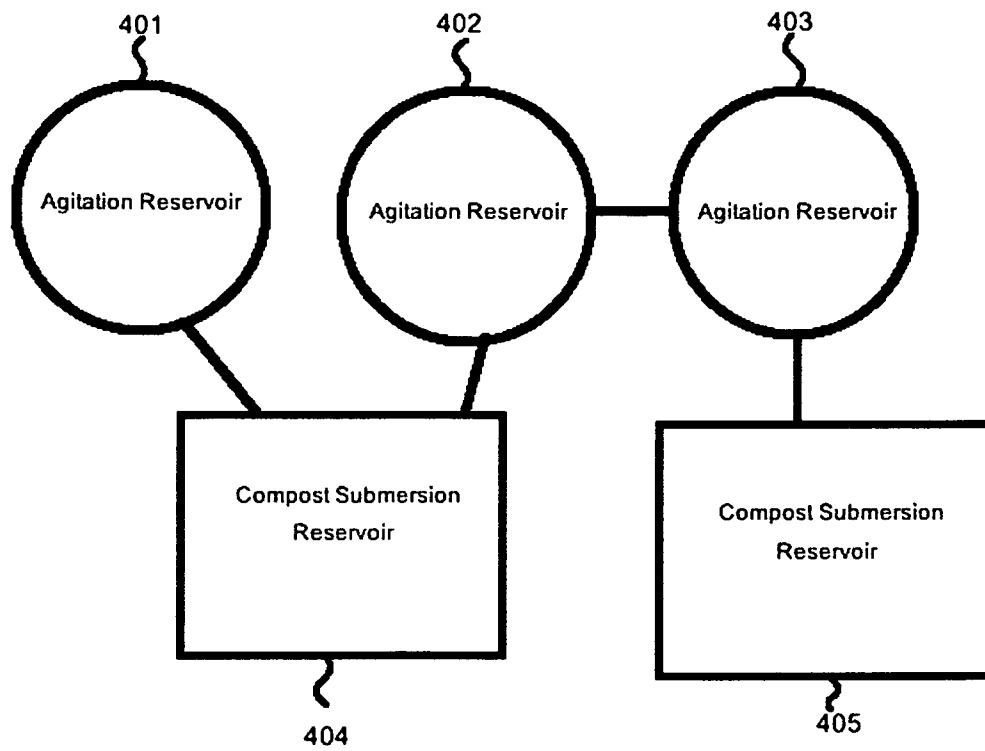 401
402
403
Agitation Reservoir
Agitation Reservoir
Agitation Reservoir
Compost Submersion
Reservoir
Compost Submersion
Reservoir
404
405